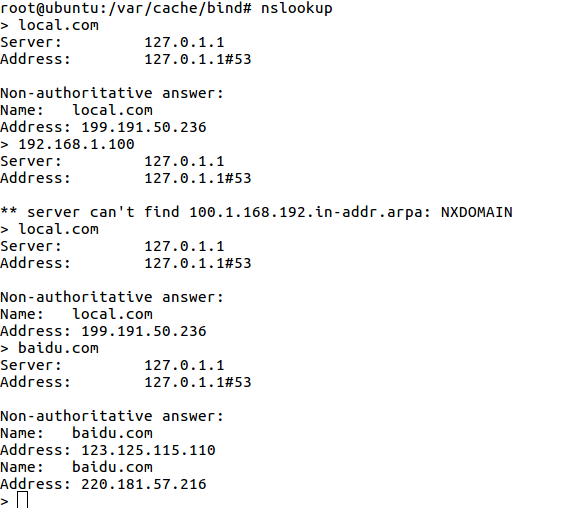 root@ubuntu:/var/cache/bind# nslookup
> local.com
Server:         127.0.1.1
Address:        127.0.1.1#53

Non-authoritative answer:
Name:   local.com
Address: 199.191.50.236
> 192.168.1.100
Server:         127.0.1.1
Address:        127.0.1.1#53

** server can't find 100.1.168.192.in-addr.arpa: NXDOMAIN
> local.com
Server:         127.0.1.1
Address:        127.0.1.1#53

Non-authoritative answer:
Name:   local.com
Address: 199.191.50.236
> baidu.com
Server:         127.0.1.1
Address:        127.0.1.1#53

Non-authoritative answer:
Name:   baidu.com
Address: 123.125.115.110
Name:   baidu.com
Address: 220.181.57.216
>